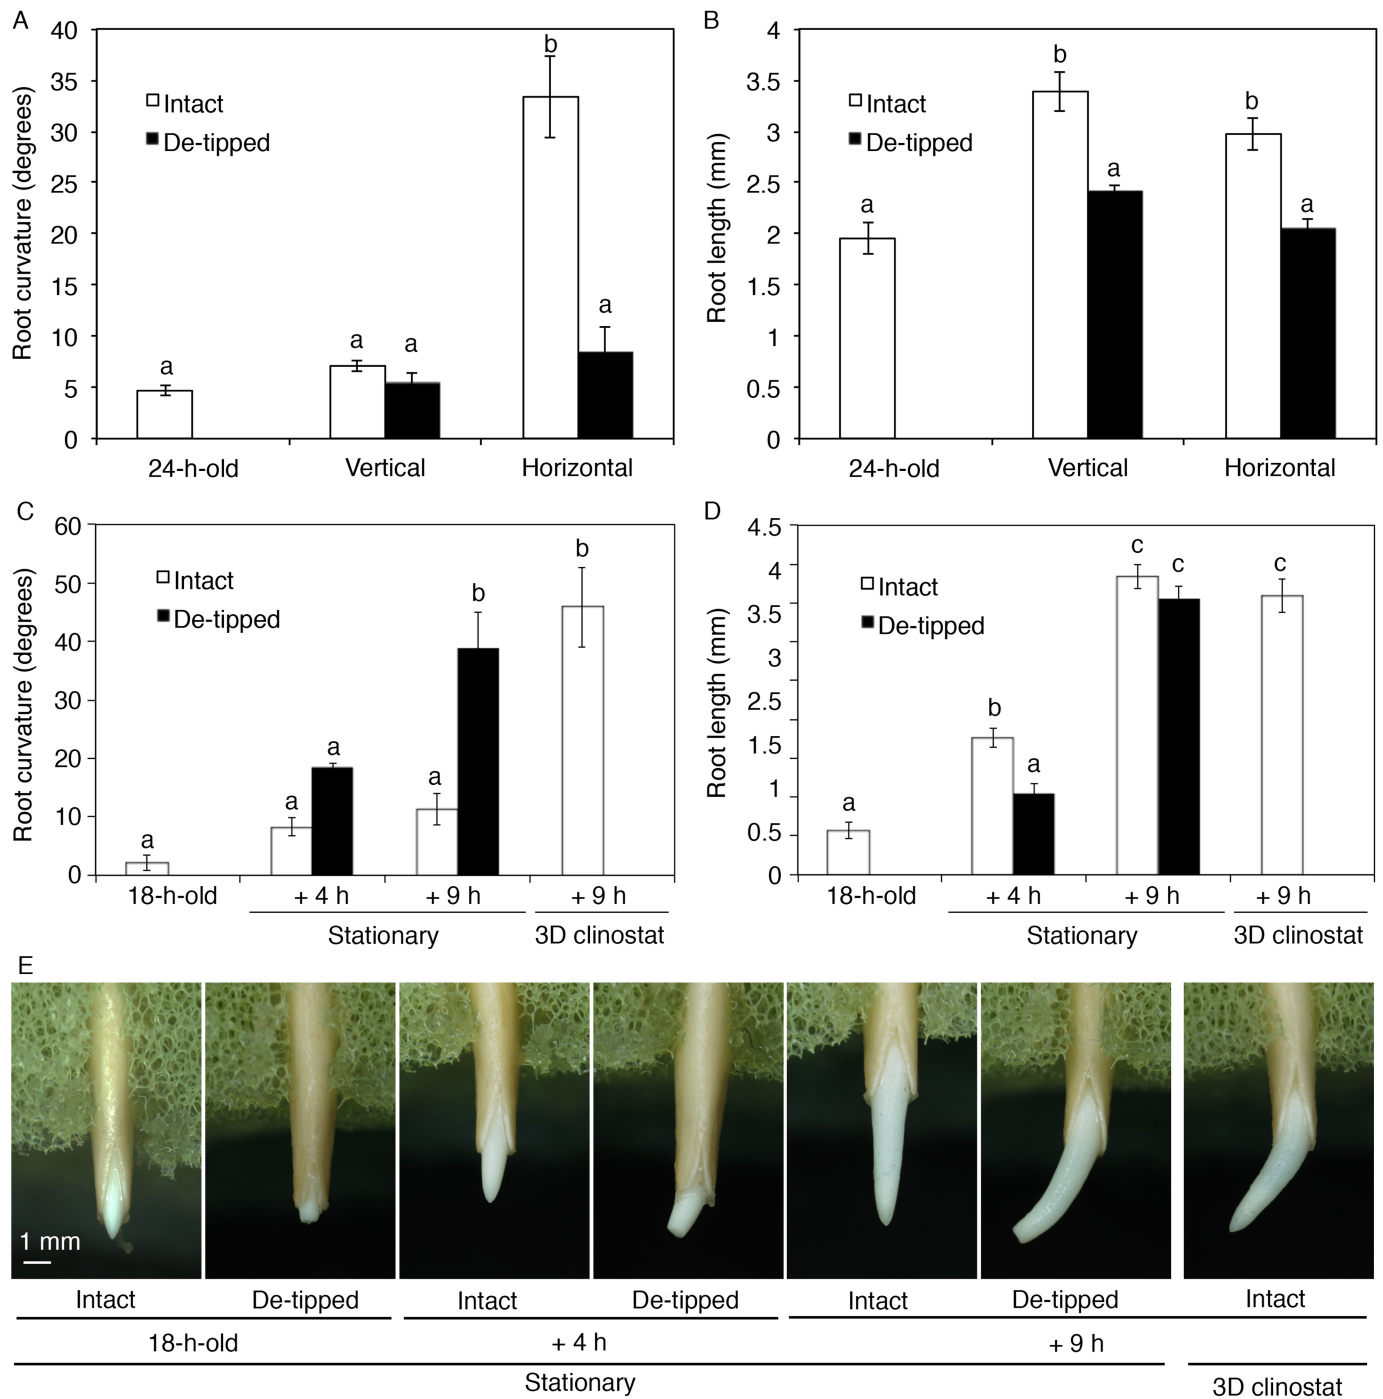 A
Root curvature (degrees)
40
35
30
25
20
15
10
5
0
Intact
De-tipped
a
a
a
b
a
24-h-old
Vertical
Horizontal
B
Root length (mm)
4
3.5
3
2.5
2
1.5
1
0.5
0
Intact
De-tipped
a
b
a
b
a
24-h-old
Vertical
Horizontal
C
Root curvature (degrees)
60
50
40
30
20
10
0
Intact
De-tipped
a
a
a
a
b
b
18-h-old
+ 4 h
+ 9 h
+ 9 h
Stationary
3D clinostat
D
Root length (mm)
4.5
4
3.5
3
2.5
1.5
1
0.5
0
Intact
De-tipped
a
b
a
c
c
c
18-h-old
+ 4 h
+ 9 h
+ 9 h
Stationary
3D clinostat
E
1 mm
Intact
De-tipped
Intact
De-tipped
Intact
De-tipped
Intact
18-h-old
+ 4 h
+ 9 h
Stationary
3D clinostat